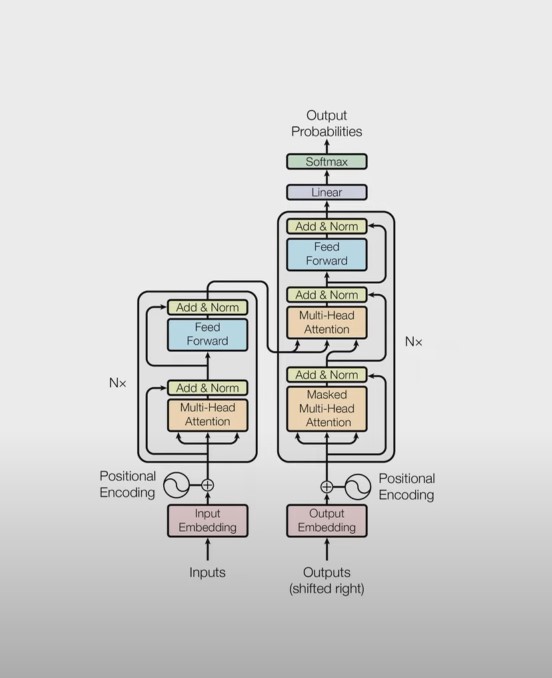 Output
Probabilities
Softmax
Linear
Add & Norm
Feed
Forward
Add & Norm
Multi-Head
Attention
Add & Norm
Masked
Multi-Head
Attention
Nx
Positional
Encoding
Output
Embedding
Outputs
(shifted right)
Add & Norm
Feed
Forward
Add & Norm
Multi-Head
Attention
Nx
Positional
Encoding
Input
Embedding
Inputs